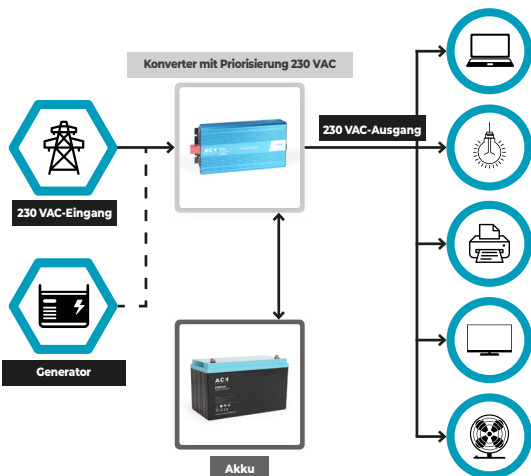 Konverter mit Priorisierung 230 VAC
230 VAC-Ausgang
230 VAC-Eingang
Generator
Akku